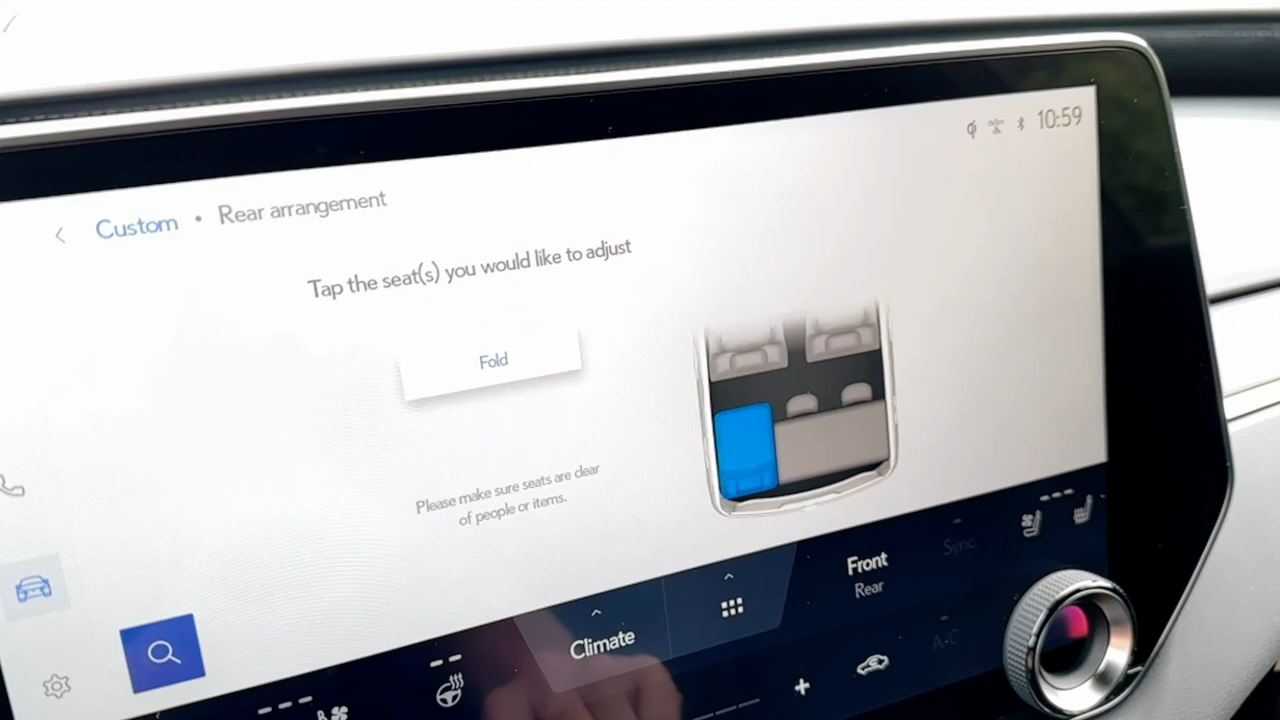 10:59
Custom • Rear arrangement
Tap the seat(s) you would like to adjust
Fold
Please make sure seats are clear
of people or items.
Front
Rear
Sync
Climate
A/C